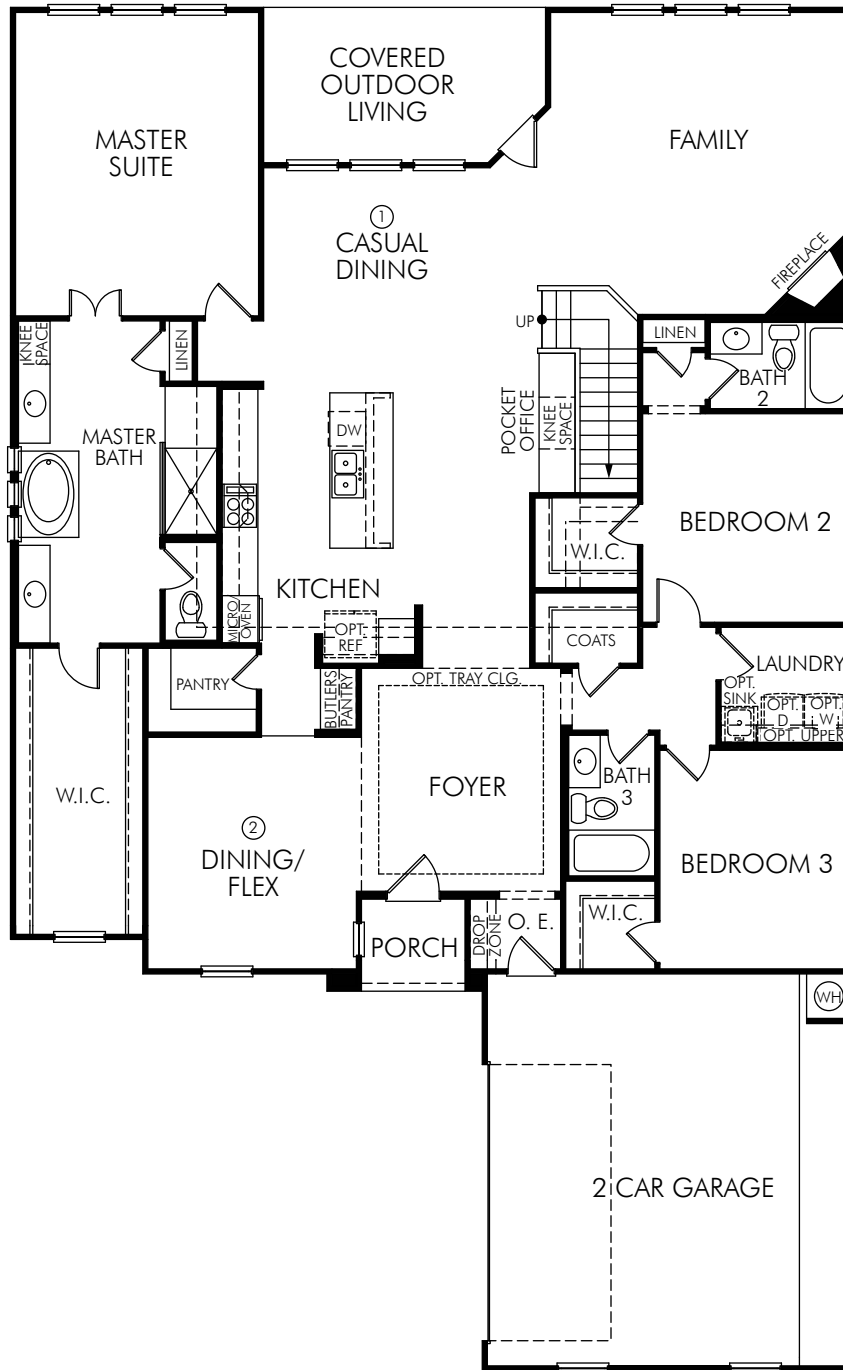 COVERED
OUTDOOR
LIVING
MASTER
SUITE
FAMILY
1
CASUAL
DINING
FIREPLACE
UP
KNEE
SPACE
LINEN
LINEN
BATH
2
POCKET
OFFICE
KNEE
SPACE
DW
MASTER
BATH
BEDROOM 2
W.I.C.
KITCHEN
MICRO/
OVEN
OPT.
REF
COATS
LAUNDRY
PANTRY
BUTLERS
PANTRY
OPT. TRAY CLG.
OPT.
SINK
OPT.
D
OPT.
W
OPT. UPPER
W.I.C.
FOYER
BATH
3
2
DINING/
FLEX
BEDROOM 3
W.I.C.
PORCH
DROP
ZONE
O. E.
WH
2 CAR GARAGE